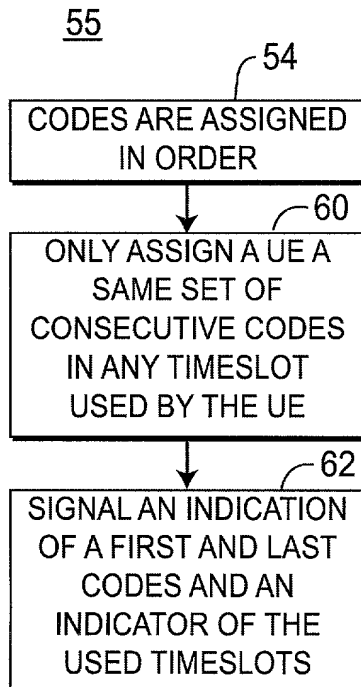 55
54
CODES ARE ASSIGNED
IN ORDER
60
ONLY ASSIGN A UE A
SAME SET OF
CONSECUTIVE CODES
IN ANY TIMESLOT
USED BY THE UE
62
SIGNAL AN INDICATION
OF A FIRST AND LAST
CODES AND AN
INDICATOR OF THE
USED TIMESLOTS